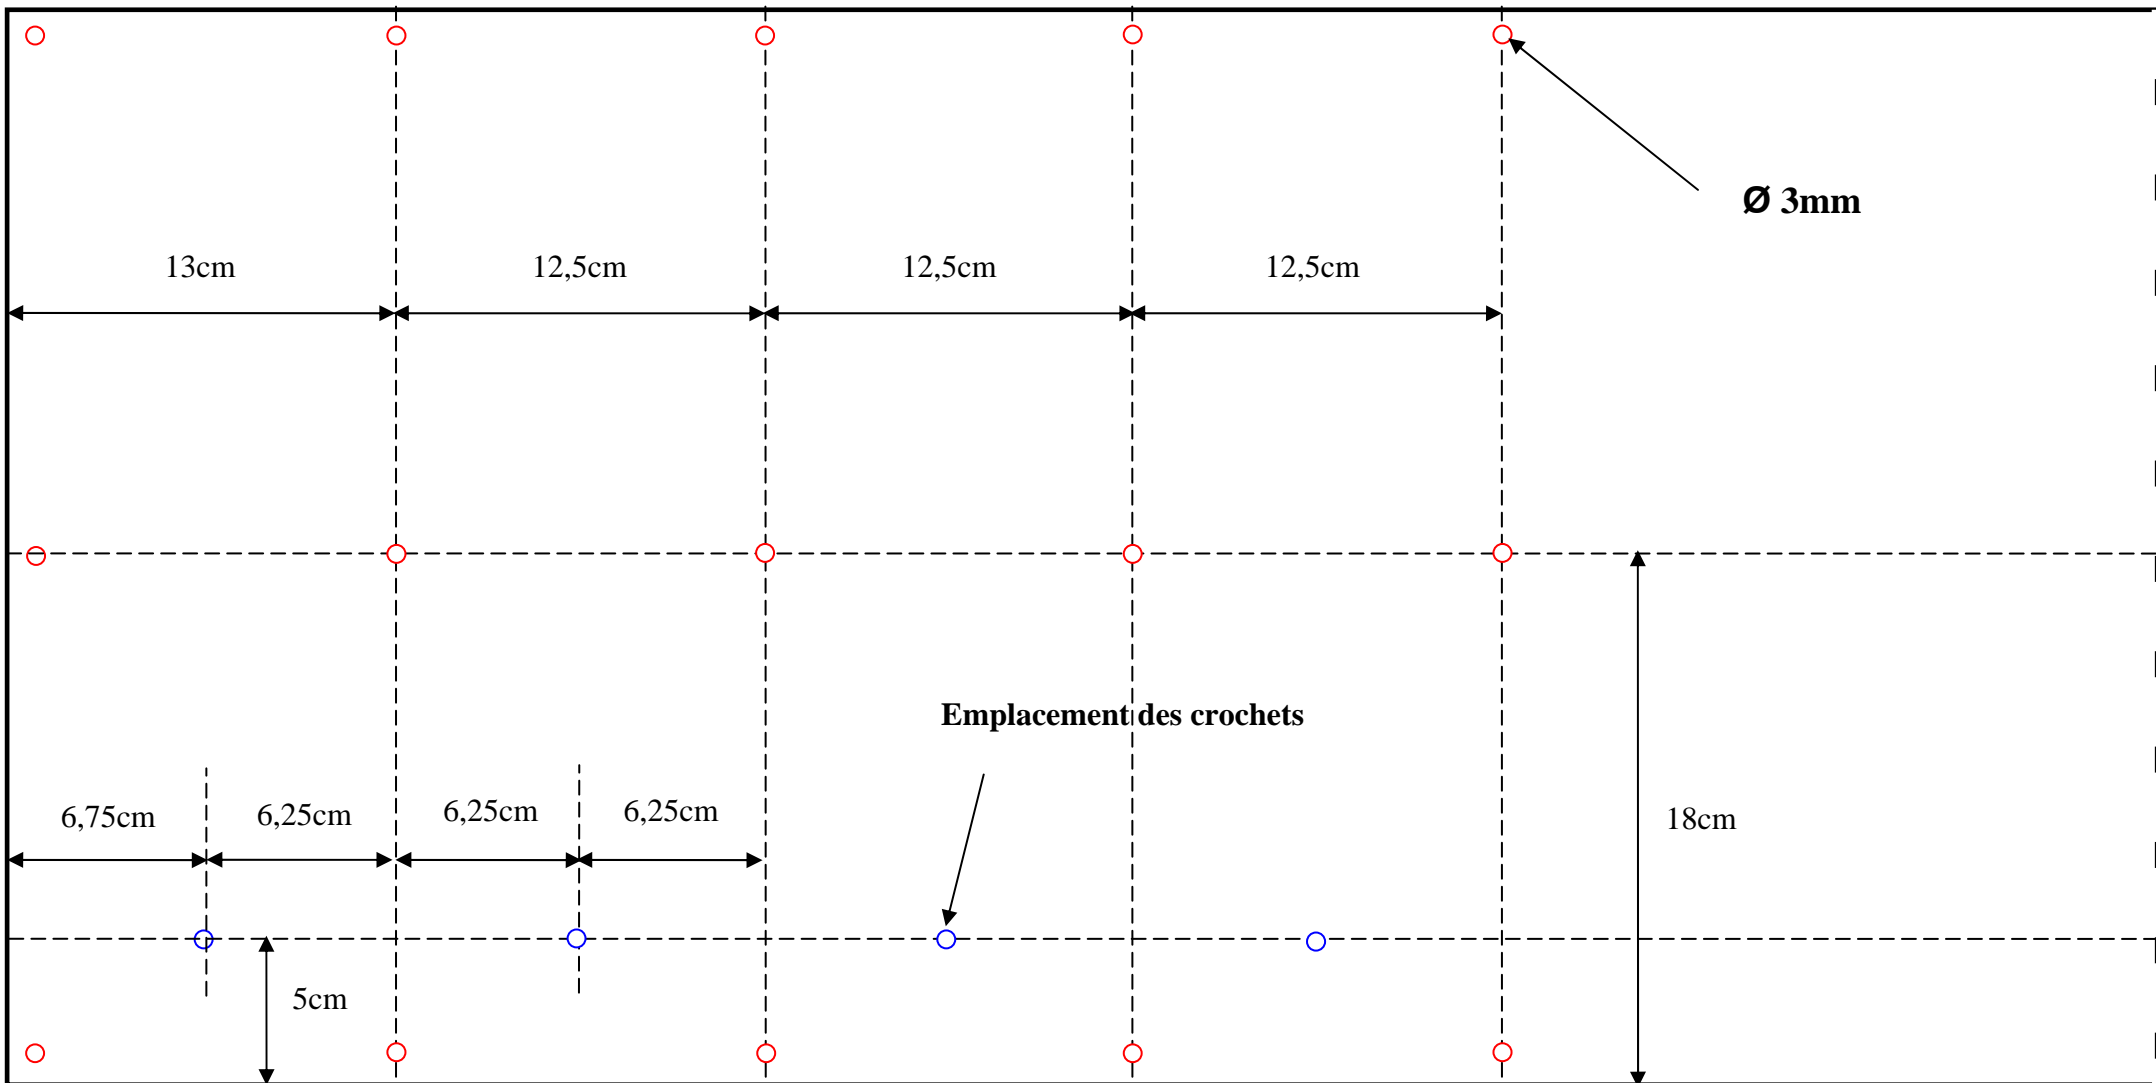 Ø 3mm
13cm
12,5cm
12,5cm
12,5cm
Emplacement des crochets
6,75cm
6,25cm
6,25cm
6,25cm
18cm
5cm